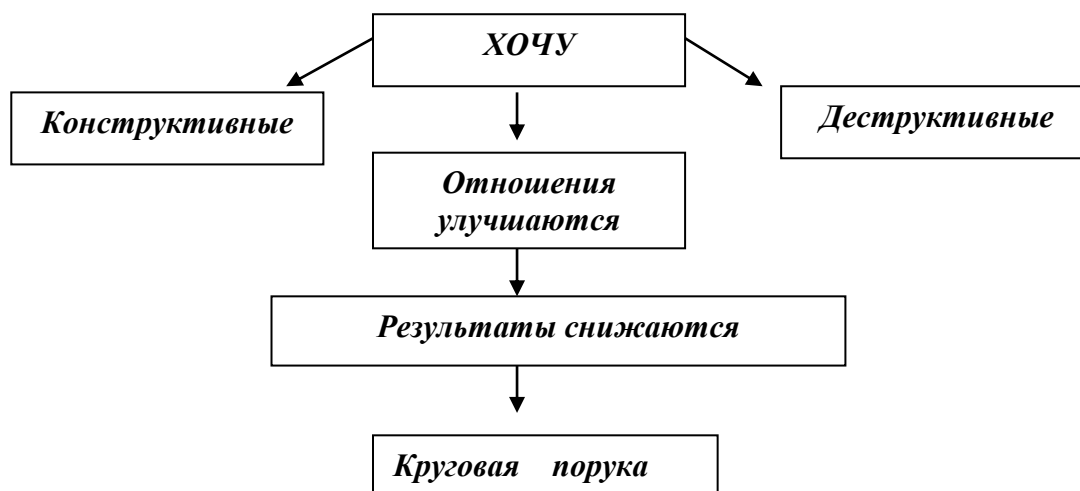 ХОЧУ
Конструктивные
Деструктивные
Отношения
улучшаются
Результаты снижаются
Круговая порука